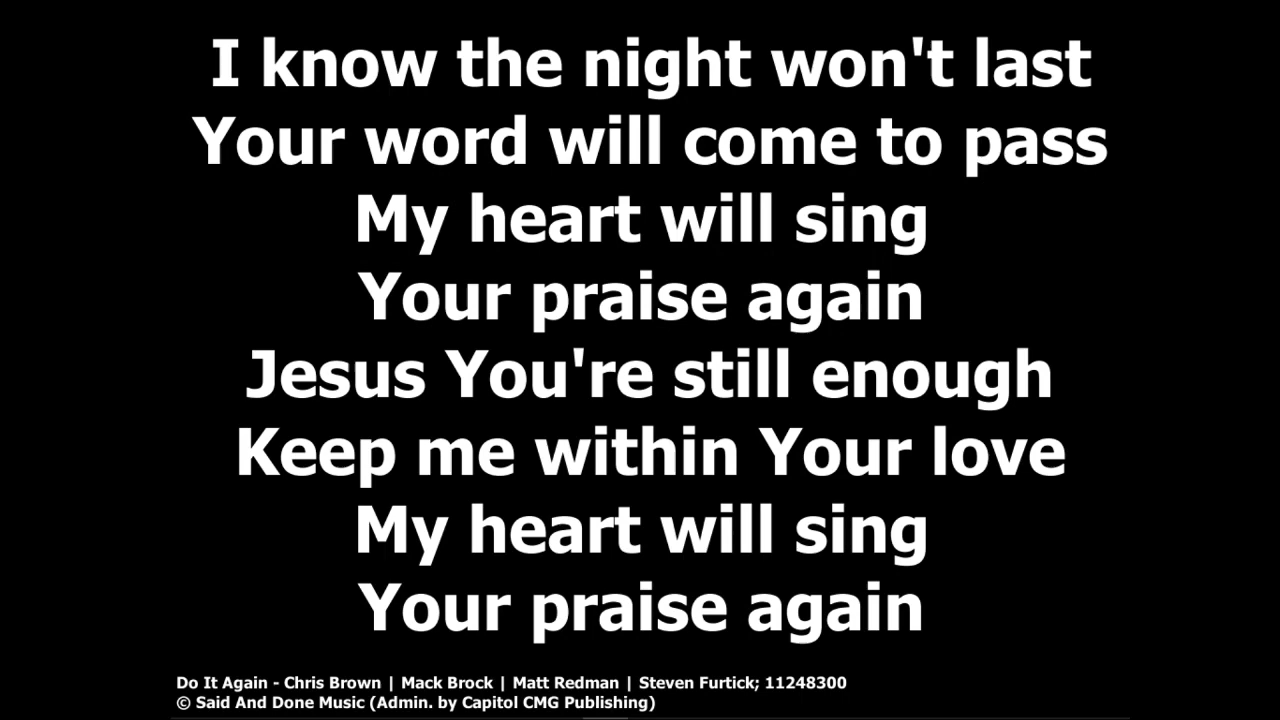 I know the night won't last
Your word will come to pass
My heart will sing
Your praise again
Jesus You're still enough
Keep me within Your love
My heart will sing
Your praise again
Do It Again - Chris Brown | Mack Brock | Matt Redman | Steven Furtick; 11248300
© Said And Done Music (Admin. by Capitol CMG Publishing)